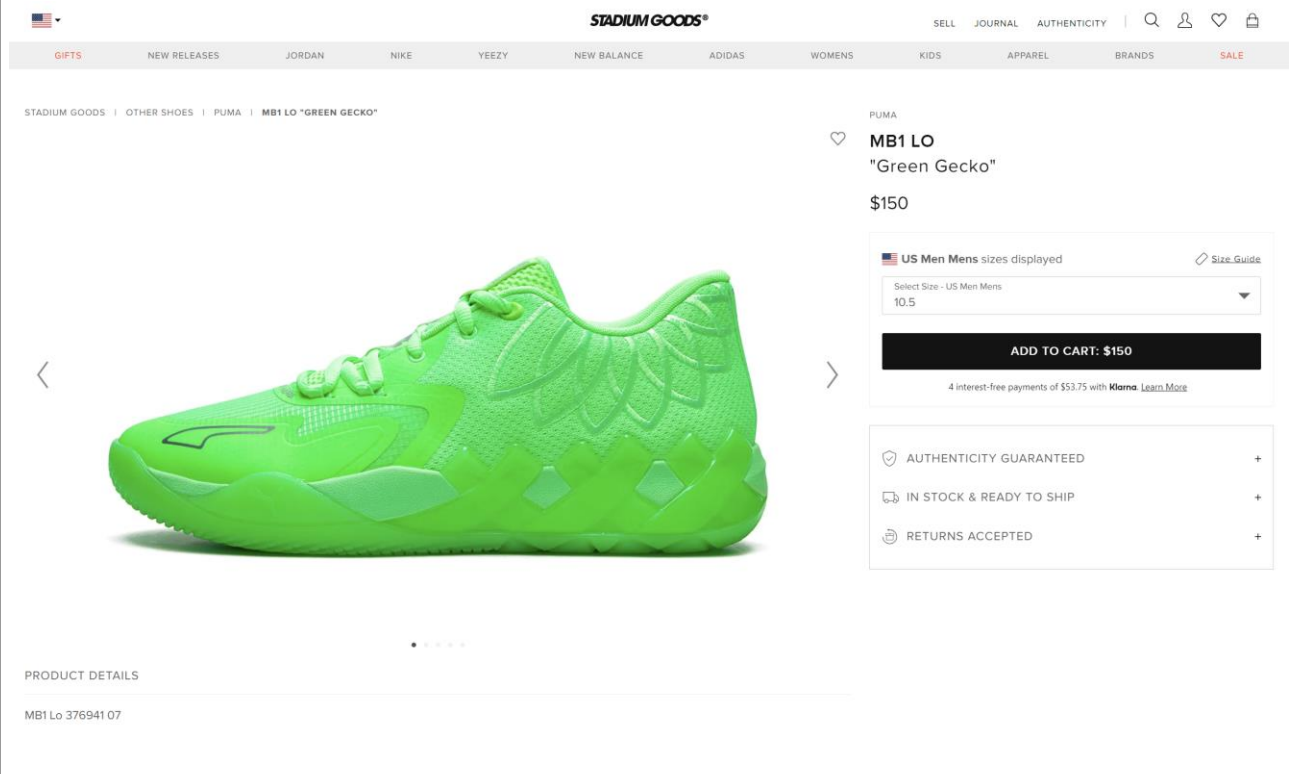 STADIUM GOODS®
SELL JOURNAL AUTHENTICITY
GIFTS NEW RELEASES JORDAN NIKE YEEZY NEW BALANCE ADIDAS WOMENS KIDS APPAREL BRANDS SALE
STADIUM GOODS | OTHER SHOES | PUMA | MB1 LO "GREEN GECKO"
PUMA
MB1 LO
"Green Gecko"
$150
US Men Mens sizes displayed
Size Guide
Select Size - US Men Mens
10.5
ADD TO CART: $150
4 interest-free payments of $53.75 with Klarna. Learn More
AUTHENTICITY GUARANTEED +
IN STOCK & READY TO SHIP +
RETURNS ACCEPTED +
PRODUCT DETAILS
MB1 Lo 376941 07